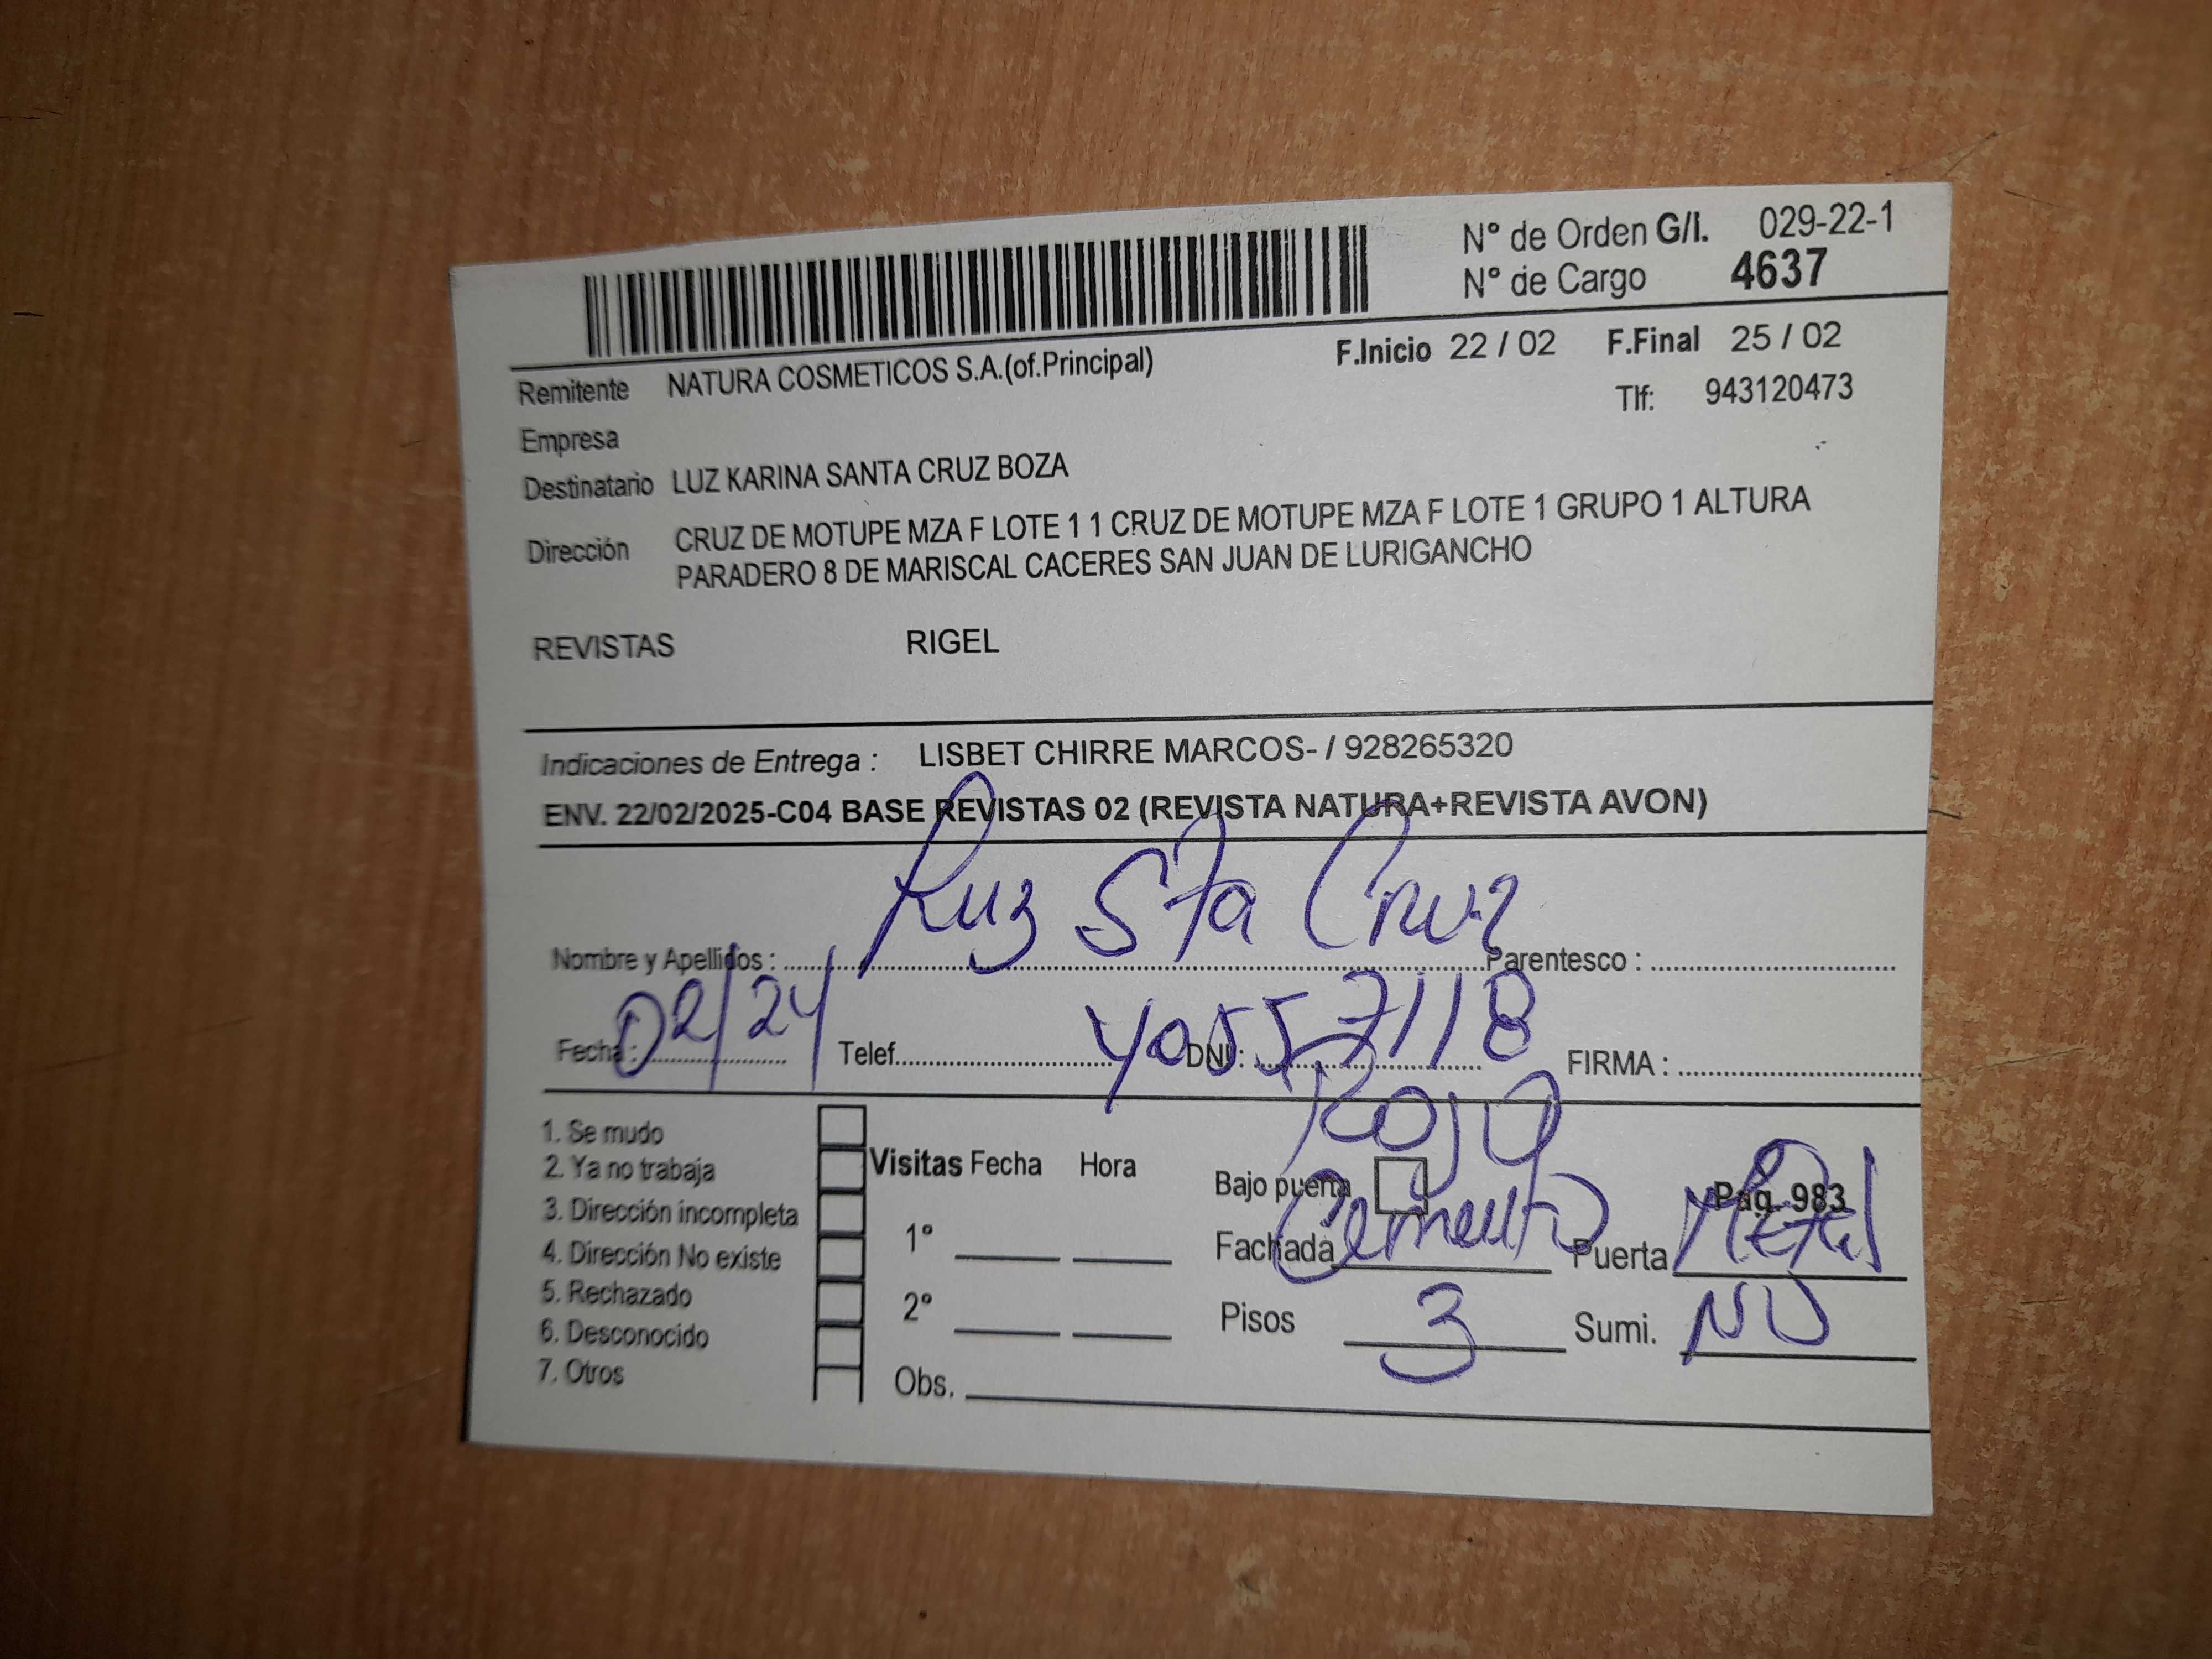 Nº de Orden G/I. 029-22-1
Nº de Cargo 4637
F.Inicio 22 / 02 F.Final 25 / 02
Remitente NATURA COSMETICOS S.A.(of.Principal)
Tlf: 943120473
Empresa
Destinatario LUZ KARINA SANTA CRUZ BOZA
Dirección CRUZ DE MOTUPE MZA F LOTE 1 1 CRUZ DE MOTUPE MZA F LOTE 1 GRUPO 1 ALTURA
PARADERO 8 DE MARISCAL CACERES SAN JUAN DE LURIGANCHO
REVISTAS RIGEL
Indicaciones de Entrega : LISBET CHIRRE MARCOS- / 928265320
ENV. 22/02/2025-C04 BASE REVISTAS 02 (REVISTA NATURA+REVISTA AVON)
Nombre y Apellidos : Luz Sta Cruz Parentesco :
Fecha : 02/24/ Telef. DNI : 40557118 FIRMA :
Rojo
1. Se mudo
2. Ya no trabaja
3. Dirección incompleta
4. Dirección No existe
5. Rechazado
6. Desconocido
7. Otros
Visitas Fecha Hora
1º
2º
Obs.
Bajo puerta Pag. 983
Fachada Cemento Puerta Metal
Pisos 3 Sumi. NO